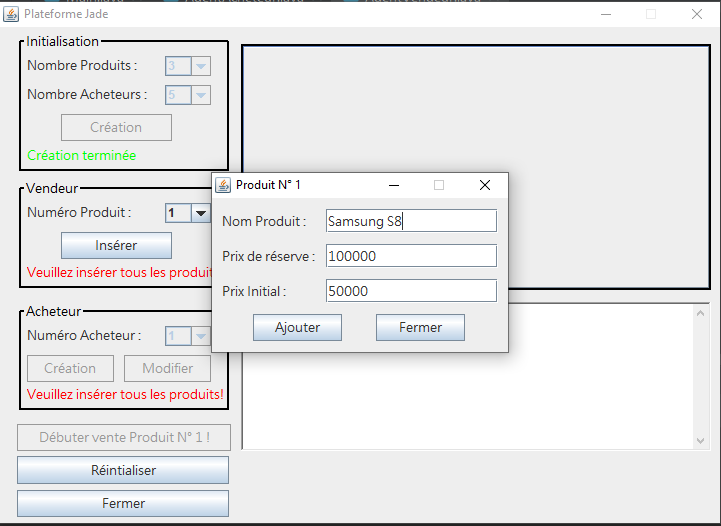 Plateforme Jade
Initialisation
Nombre Produits :
3
Nombre Acheteurs :
5
Création
Création terminée
Vendeur
Numéro Produit :
1
Insérer
Veuillez insérer tous les produit
Acheteur
Numéro Acheteur :
1
Création
Modifier
Veuillez insérer tous les produits!
Débuter vente Produit N° 1 !
Réintialiser
Fermer
Produit N° 1
Nom Produit :
Samsung S8
Prix de réserve :
100000
Prix Initial :
50000
Ajouter
Fermer